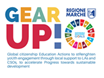 GEAR
UP!
REGIONE
MARCHE
Global citizenship Education Actions to strengthen
youth engagement through local support to LAs and
CSOs, to accelerate Progress towards sustainable
development